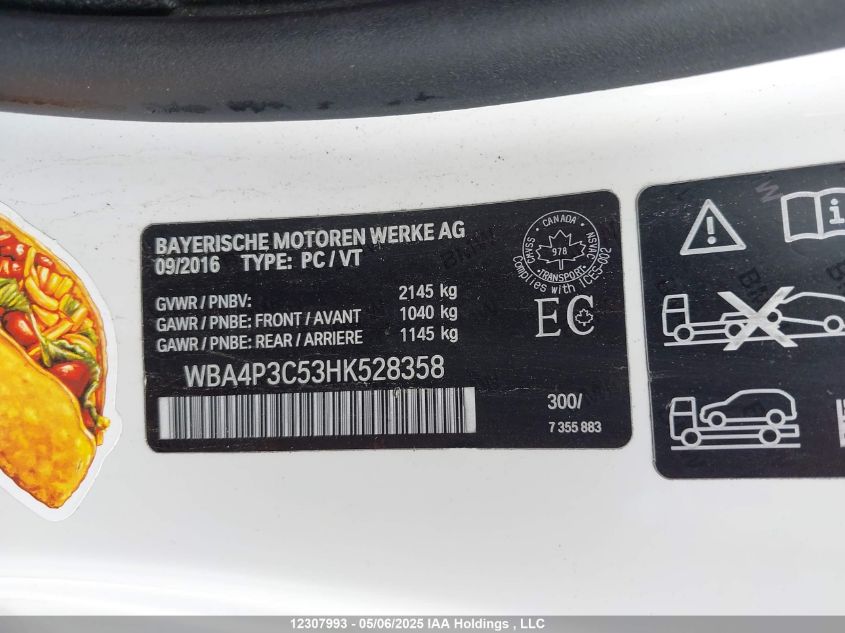 BAYERISCHE MOTOREN WERKE AG
09/2016 TYPE: PC / VT
GVWR / PNBV: 2145 kg
GAWR / PNBE: FRONT / AVANT 1040 kg
GAWR / PNBE: REAR / ARRIERE 1145 kg
WBA4P3C53HK528358
300/
7 355 883
CANADA
978
TRANSPORT
CMVSS
NSVAC
Complies with ICES-002
EC
i
12307993 - 05/06/2025 IAA Holdings , LLC